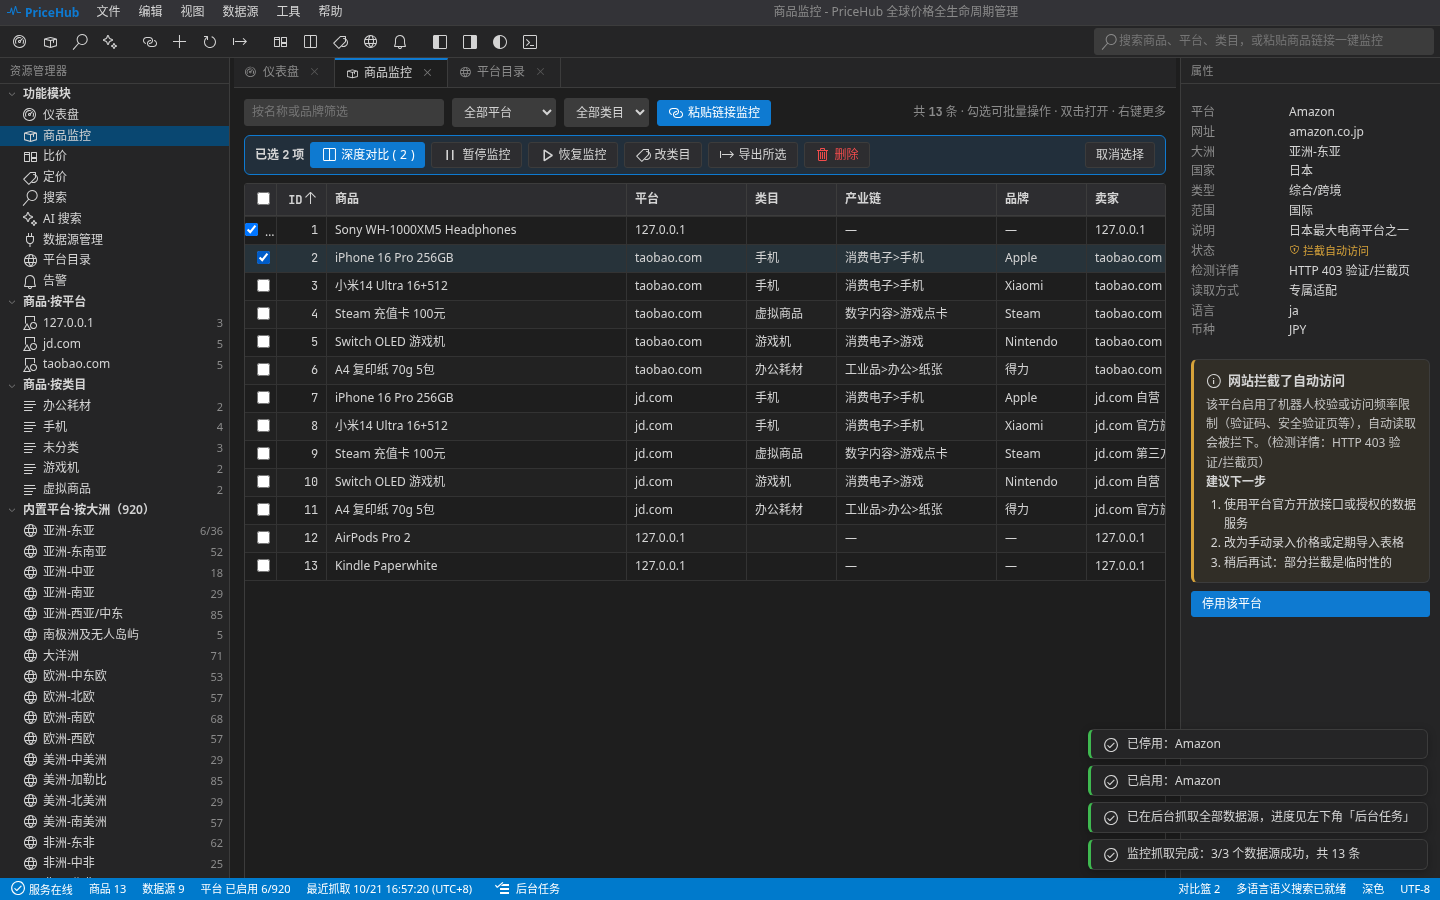 PriceHub 文件 编辑 视图 数据源 工具 帮助 商品监控 - PriceHub 全球价格全生命周期管理
搜索商品、平台、类目，或粘贴商品链接一键监控
资源管理器
功能模块
仪表盘
商品监控
比价
定价
搜索
AI 搜索
数据源管理
平台目录
告警
商品·按平台
127.0.0.1 3
jd.com 5
taobao.com 5
商品·按类目
办公耗材 2
手机 4
未分类 3
游戏机 2
虚拟商品 2
内置平台·按大洲（920）
亚洲-东亚 6/36
亚洲-东南亚 52
亚洲-中亚 18
亚洲-南亚 29
亚洲-西亚/中东 85
南极洲及无人岛屿 5
大洋洲 71
欧洲-中东欧 53
欧洲-北欧 57
欧洲-南欧 68
欧洲-西欧 57
美洲-中美洲 29
美洲-加勒比 85
美洲-北美洲 29
美洲-南美洲 57
非洲-东非 62
非洲-中非 25
仪表盘 商品监控 平台目录
按名称或品牌筛选 全部平台 全部类目 粘贴链接监控 共 13 条 · 勾选可批量操作 · 双击打开 · 右键更多
已选 2 项 深度对比 ( 2 ) 暂停监控 恢复监控 改类目 导出所选 删除 取消选择
ID 商品 平台 类目 产业链 品牌 卖家
... 1 Sony WH-1000XM5 Headphones 127.0.0.1 — — 127.0.0.1
2 iPhone 16 Pro 256GB taobao.com 手机 消费电子>手机 Apple taobao.com
3 小米14 Ultra 16+512 taobao.com 手机 消费电子>手机 Xiaomi taobao.com
4 Steam 充值卡 100元 taobao.com 虚拟商品 数字内容>游戏点卡 Steam taobao.com
5 Switch OLED 游戏机 taobao.com 游戏机 消费电子>游戏 Nintendo taobao.com
6 A4 复印纸 70g 5包 taobao.com 办公耗材 工业品>办公>纸张 得力 taobao.com
7 iPhone 16 Pro 256GB jd.com 手机 消费电子>手机 Apple jd.com 自营
8 小米14 Ultra 16+512 jd.com 手机 消费电子>手机 Xiaomi jd.com 官方
9 Steam 充值卡 100元 jd.com 虚拟商品 数字内容>游戏点卡 Steam jd.com 第三
10 Switch OLED 游戏机 jd.com 游戏机 消费电子>游戏 Nintendo jd.com 自营
11 A4 复印纸 70g 5包 jd.com 办公耗材 工业品>办公>纸张 得力 jd.com 官方
12 AirPods Pro 2 127.0.0.1 — — 127.0.0.1
13 Kindle Paperwhite 127.0.0.1 — — 127.0.0.1
属性
平台 Amazon
网址 amazon.co.jp
大洲 亚洲-东亚
国家 日本
类型 综合/跨境
范围 国际
说明 日本最大电商平台之一
状态 拦截自动访问
检测详情 HTTP 403 验证/拦截页
读取方式 专属适配
语言 ja
币种 JPY
网站拦截了自动访问
该平台启用了机器人校验或访问频率限
制（验证码、安全验证页等），自动读取
会被拦下。（检测详情：HTTP 403 验
证/拦截页）
建议下一步
1. 使用平台官方开放接口或授权的数据
服务
2. 改为手动录入价格或定期导入表格
3. 稍后再试：部分拦截是临时性的
停用该平台
已停用：Amazon
已启用：Amazon
已在后台抓取全部数据源，进度见左下角「后台任务」
监控抓取完成：3/3 个数据源成功，共 13 条
服务在线 商品 13 数据源 9 平台 已启用 6/920 最近抓取 10/21 16:57:20 (UTC+8) 后台任务 对比篮 2 多语言语义搜索已就绪 深色 UTF-8